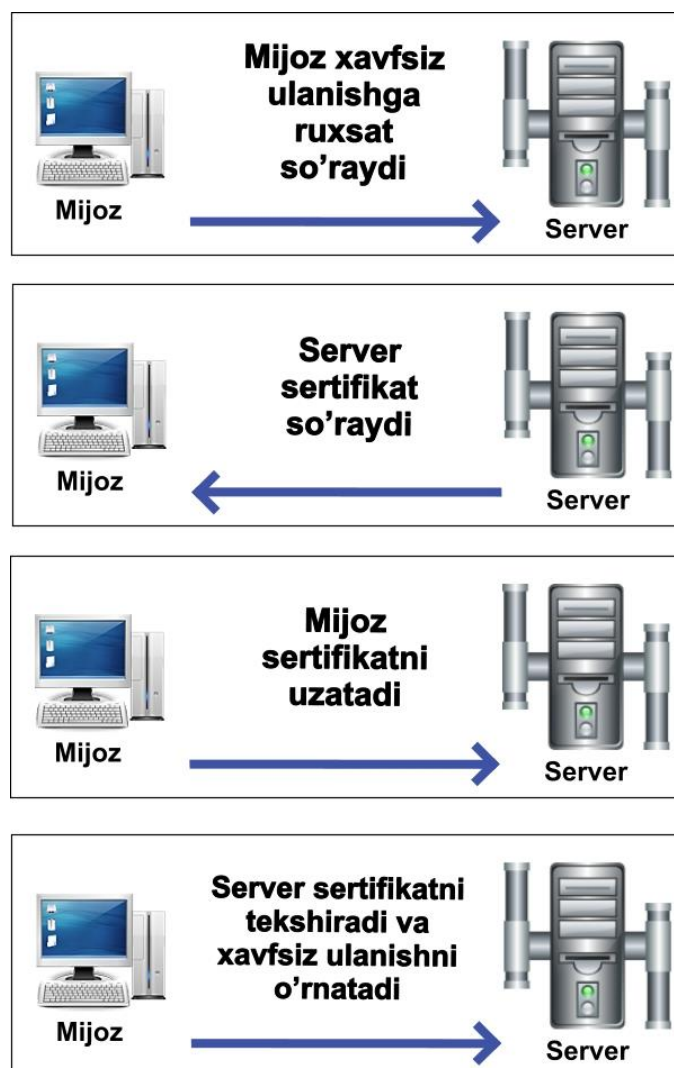 Mijoz xavfsiz
ulanishga
ruxsat
so’raydi
Mijoz
Server
Server
sertifikat
so’raydi
Mijoz
Server
Mijoz
sertifikatni
uzatadi
Mijoz
Server
Server sertifikatni
tekshiradi va
xavfsiz ulanishni
o’rnatadi
Mijoz
Server